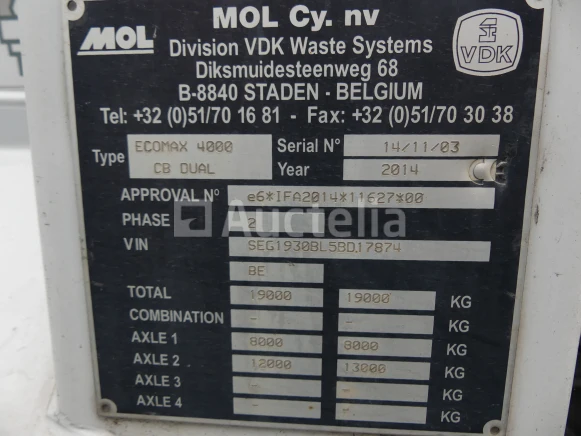 MOL Cy. nv
MOL
Division VDK Waste Systems
VDK
Diksmuidesteenweg 68
B-8840 STADEN - BELGIUM
Tel: +32 (0)51/70 16 81 - Fax: +32 (0)51/70 30 38
Type ECOMAX 4000 Serial N° 14/11/03
CB DUAL Year 2014
APPROVAL N° e6*IFA2014*11627*00
Auctelia
PHASE 2
VIN SEG1930BL5BD17874
BE
TOTAL 19000 19000 KG
COMBINATION - - KG
AXLE 1 8000 8000 KG
AXLE 2 12000 13000 KG
AXLE 3 - - KG
AXLE 4 - - KG